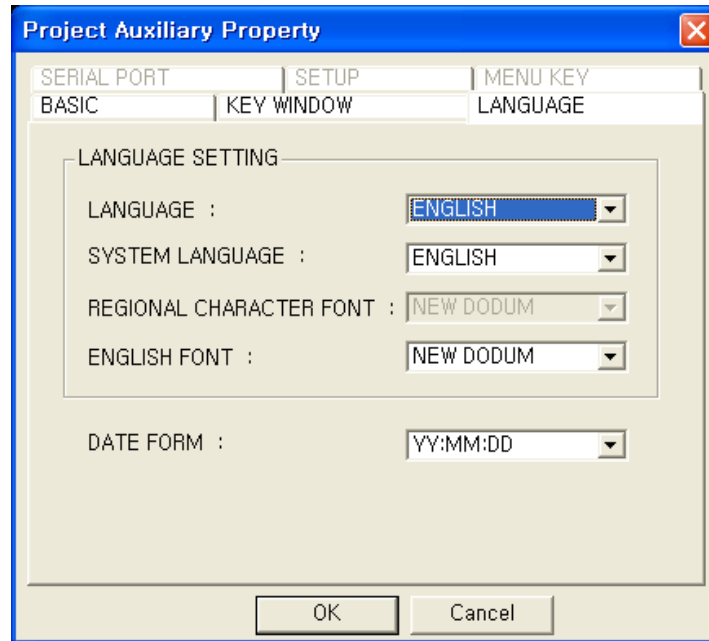 Project Auxiliary Property
SERIAL PORT SETUP MENU KEY
BASIC KEY WINDOW LANGUAGE
LANGUAGE SETTING
LANGUAGE : ENGLISH
SYSTEM LANGUAGE : ENGLISH
REGIONAL CHARACTER FONT : NEW DODUM
ENGLISH FONT : NEW DODUM
DATE FORM : YY:MM:DD
OK Cancel